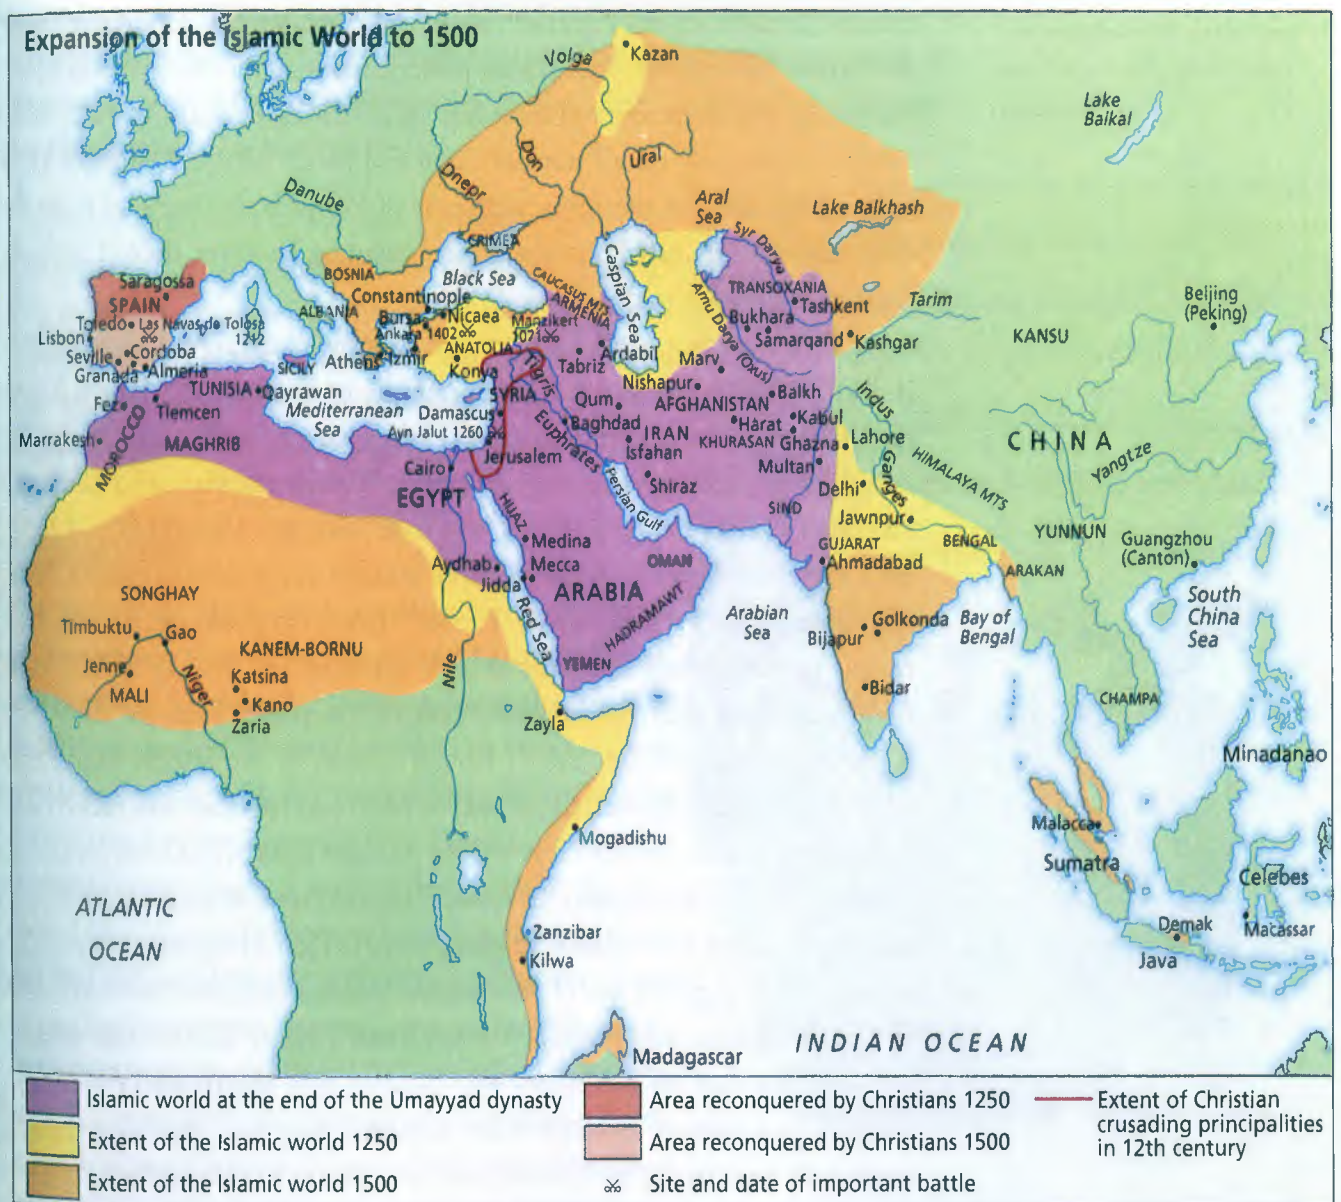 Expansion of the Islamic World to 1500
Volga
Kazan
Lake
Baikal
Don
Ural
Dnepr
Danube
Aral
Sea
Lake Balkhash
Syr Darya
CRIMEA
Caspian Sea
Black Sea
CAUCASUS MTS
BOSNIA
Saragossa
SPAIN
Constantinople
ARMENIA
TRANSOXANIA
Tashkent
Tarim
Beijing
(Peking)
ALBANIA
Bursa
Nicaea
Manzikert
1071
Amu Darya (Oxus)
Bukhara
Samarqand
Kashgar
KANSU
Toledo
Las Navas de Tolosa
1212
Ankara 1402
Lisbon
Cordoba
Seville
Granada
Almeria
SICILY
Athens
Izmir
ANATOLIA
Konya
Tigris
Tabriz
Ardabil
Marv
Nishapur
Balkh
Indus
TUNISIA
Qayrawan
SYRIA
Qum
AFGHANISTAN
Fez
Tlemcen
Mediterranean
Sea
Damascus
Euphrates
Baghdad
Harat
Kabul
MOROCCO
Marrakesh
MAGHRIB
Ayn Jalut 1260
Jerusalem
IRAN
Isfahan
KHURASAN
Ghazna
Lahore
CHINA
Yangtze
Ganges
HIMALAYA MTS
Cairo
EGYPT
HIJAZ
Persian Gulf
Shiraz
Multan
Delhi
SIND
Jawnpur
YUNNUN
Guangzhou
(Canton)
Medina
OMAN
GUJARAT
BENGAL
Aydhab
Mecca
Jidda
ARABIA
Ahmadabad
ARAKAN
SONGHAY
Red Sea
HADRAMAWT
Arabian
Sea
Golkonda
Bijapur
Bay of
Bengal
South
China
Sea
Timbuktu
Gao
KANEM-BORNU
YEMEN
Jenne
MALI
Niger
Katsina
Kano
Zaria
Nile
Bidar
CHAMPA
Zayla
Minadanao
Mogadishu
Malacca
Sumatra
Celebes
ATLANTIC
OCEAN
Zanzibar
Kilwa
Demak
Java
Macassar
Madagascar
INDIAN OCEAN
Islamic world at the end of the Umayyad dynasty
Extent of the Islamic world 1250
Extent of the Islamic world 1500
Area reconquered by Christians 1250
Area reconquered by Christians 1500
Site and date of important battle
Extent of Christian
crusading principalities
in 12th century